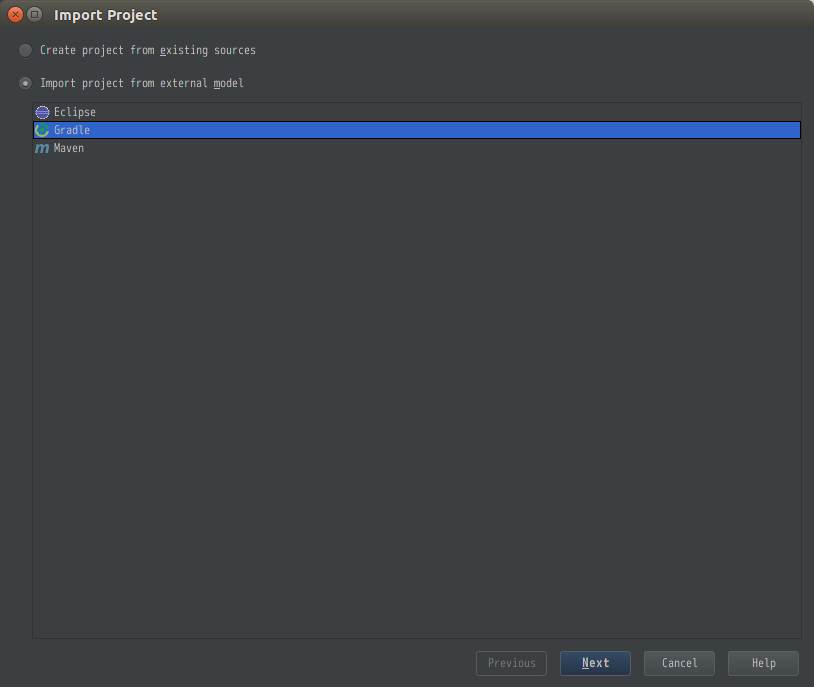 Import Project
Create project from existing sources
Import project from external model
Eclipse
Gradle
Maven
Previous Next Cancel Help